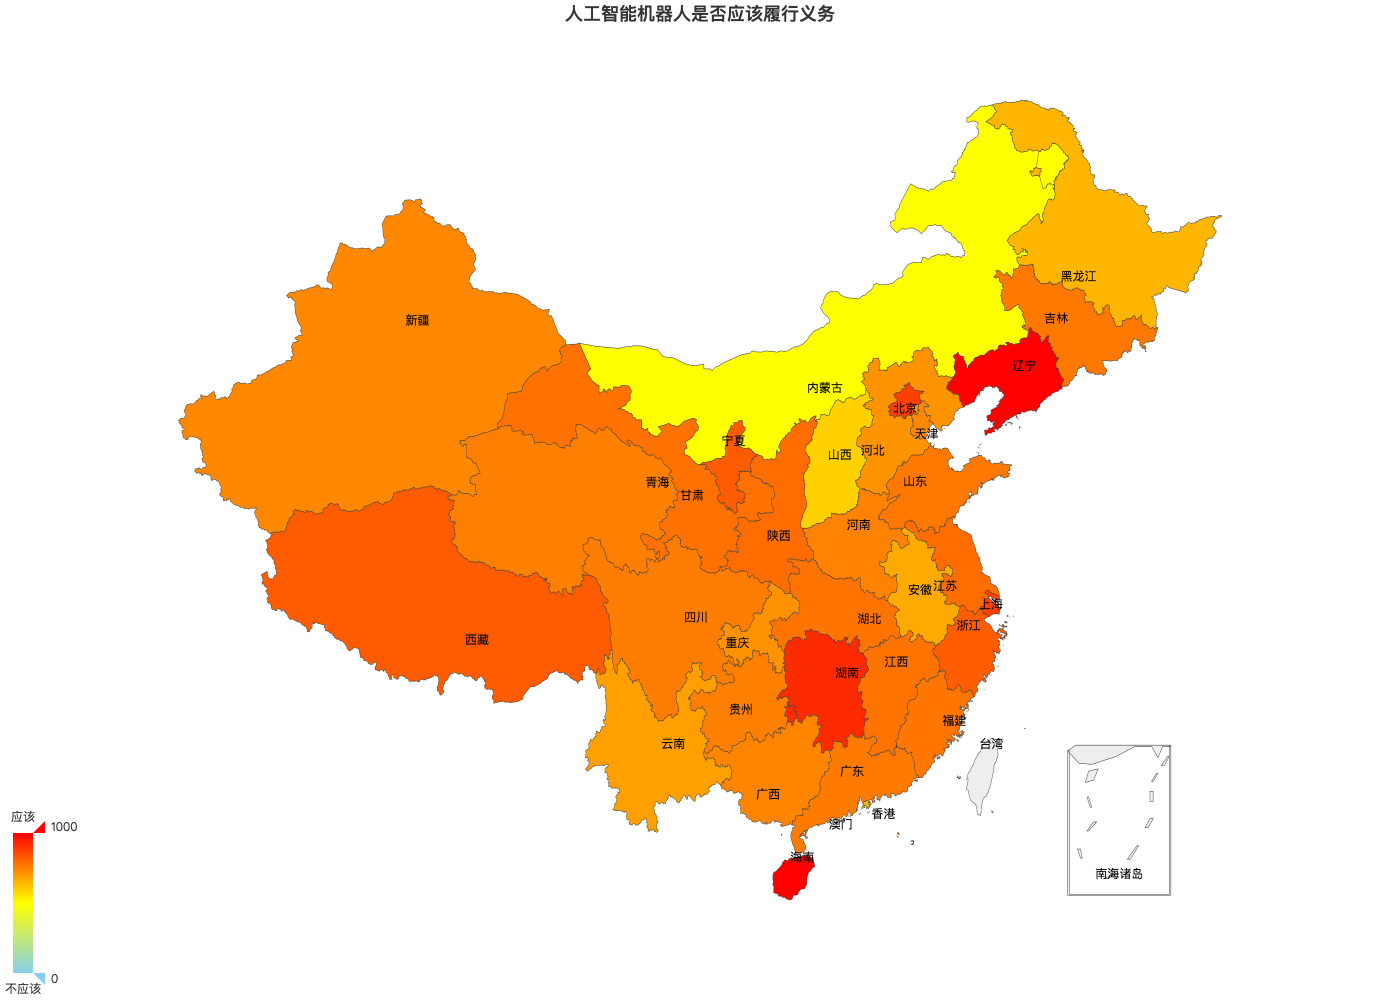 人工智能机器人是否应该履行义务
黑龙江
吉林
新疆
辽宁
内蒙古
北京
天津
宁夏
河北
山西
青海
山东
甘肃
河南
陕西
江苏
安徽
上海
四川
湖北
浙江
西藏
重庆
江西
湖南
贵州
福建
云南
台湾
广东
广西
香港
澳门
海南
南海诸岛
应该
1000
0
不应该